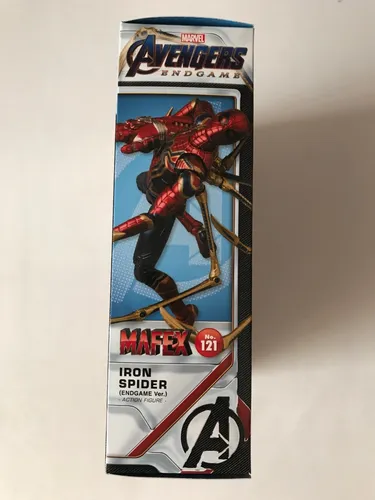 MARVEL
AVENGERS
ENDGAME
MAFEX
No.
121
IRON
SPIDER
(ENDGAME Ver.)
- ACTION FIGURE -